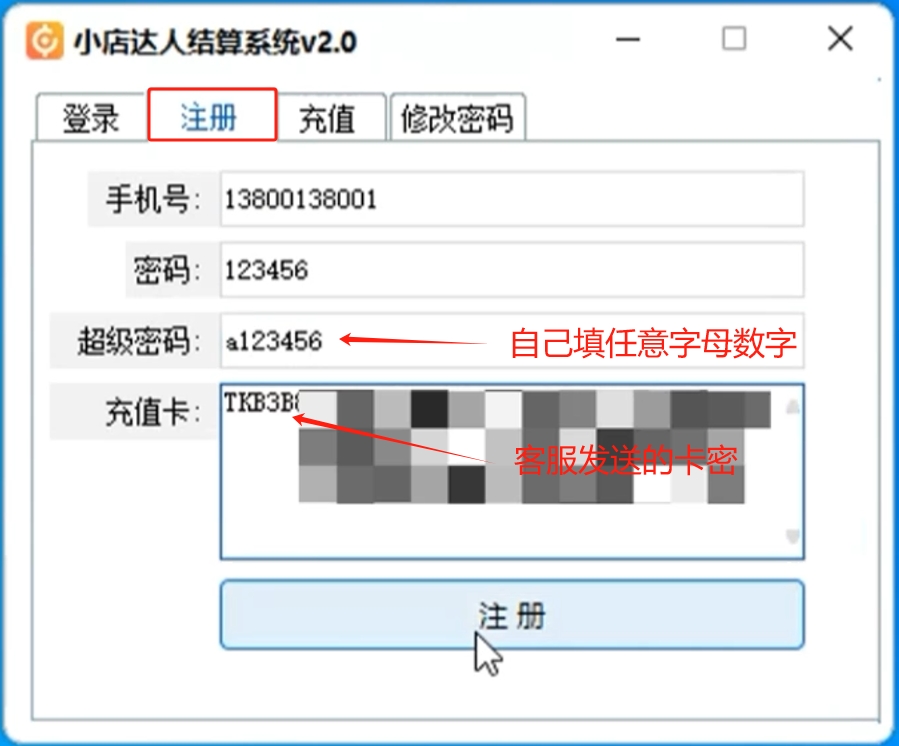 小店达人结算系统v2.0
登录 注册 充值 修改密码
手机号: 13800138001
密码: 123456
超级密码: a123456 自己填任意字母数字
充值卡: TKB3B8
客服发送的卡密
注 册